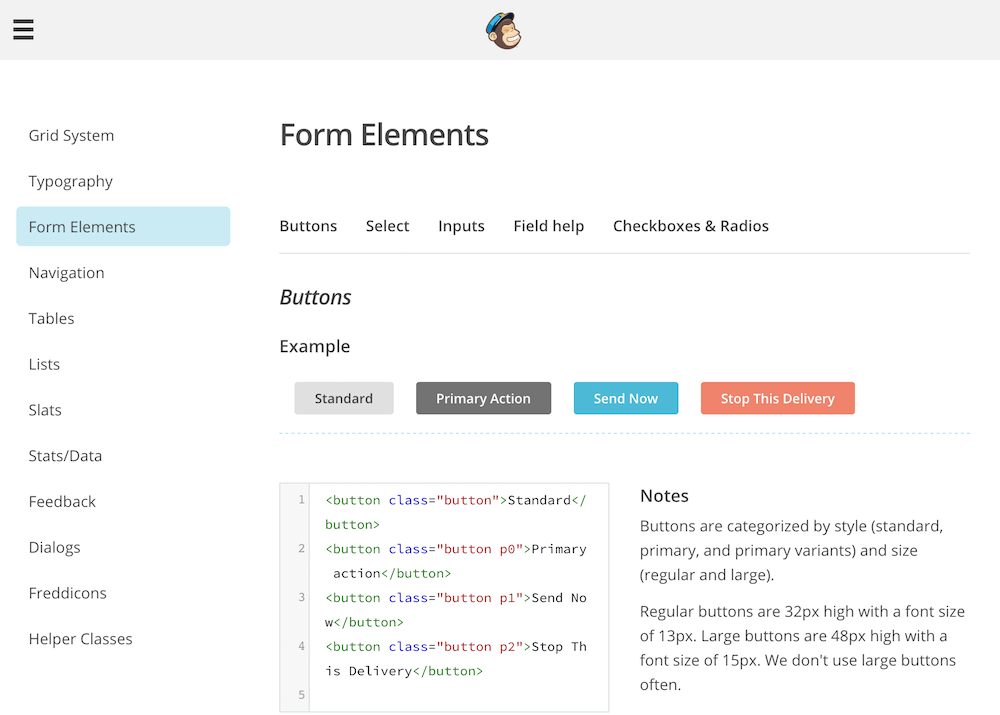 Grid System
Typography
Form Elements
Navigation
Tables
Lists
Slats
Stats/Data
Feedback
Dialogs
Freddicons
Helper Classes
Form Elements
Buttons Select Inputs Field help Checkboxes & Radios
Buttons
Example
Standard Primary Action Send Now Stop This Delivery
1 <button class="button">Standard</
button>
2 <button class="button p0">Primary
action</button>
3 <button class="button p1">Send No
w</button>
4 <button class="button p2">Stop Th
is Delivery</button>
5
Notes
Buttons are categorized by style (standard,
primary, and primary variants) and size
(regular and large).
Regular buttons are 32px high with a font size
of 13px. Large buttons are 48px high with a
font size of 15px. We don't use large buttons
often.